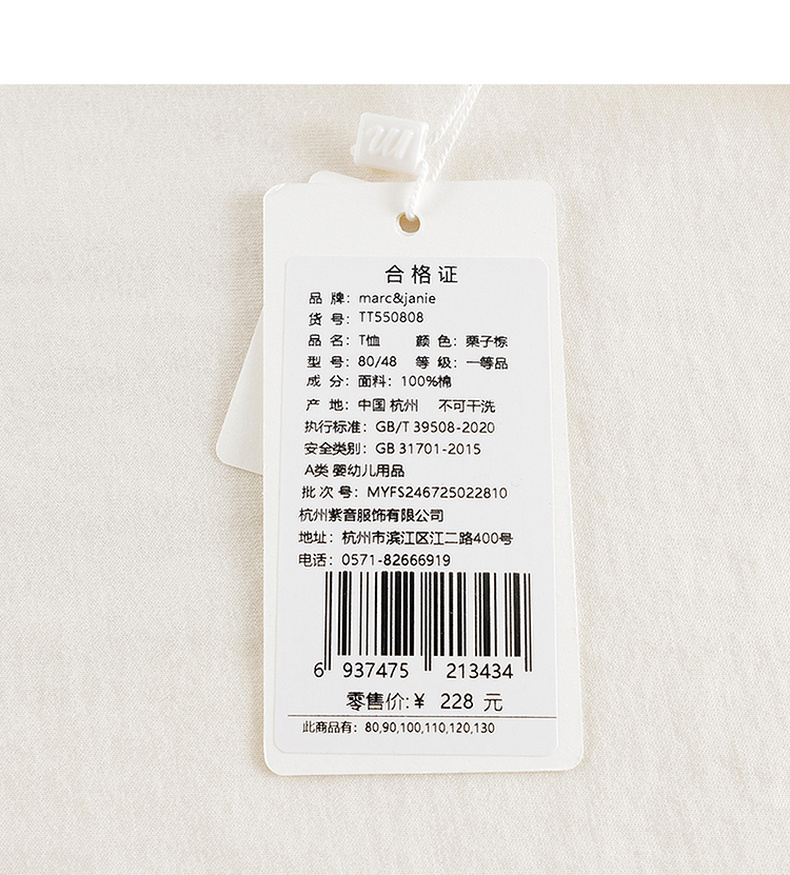 合格证
品 牌：marc&janie
货 号：TT550808
品 名：T恤 颜 色：栗子棕
型 号：80/48 等 级：一等品
成 分：面料：100%棉
产 地：中国 杭州 不可干洗
执行标准：GB/T 39508-2020
安全类别：GB 31701-2015
A类 婴幼儿用品
批 次 号：MYFS246725022810
杭州紫音服饰有限公司
地址：杭州市滨江区江二路400号
电话：0571-82666919
6 937475 213434
零售价:¥ 228 元
此商品有：80,90,100,110,120,130